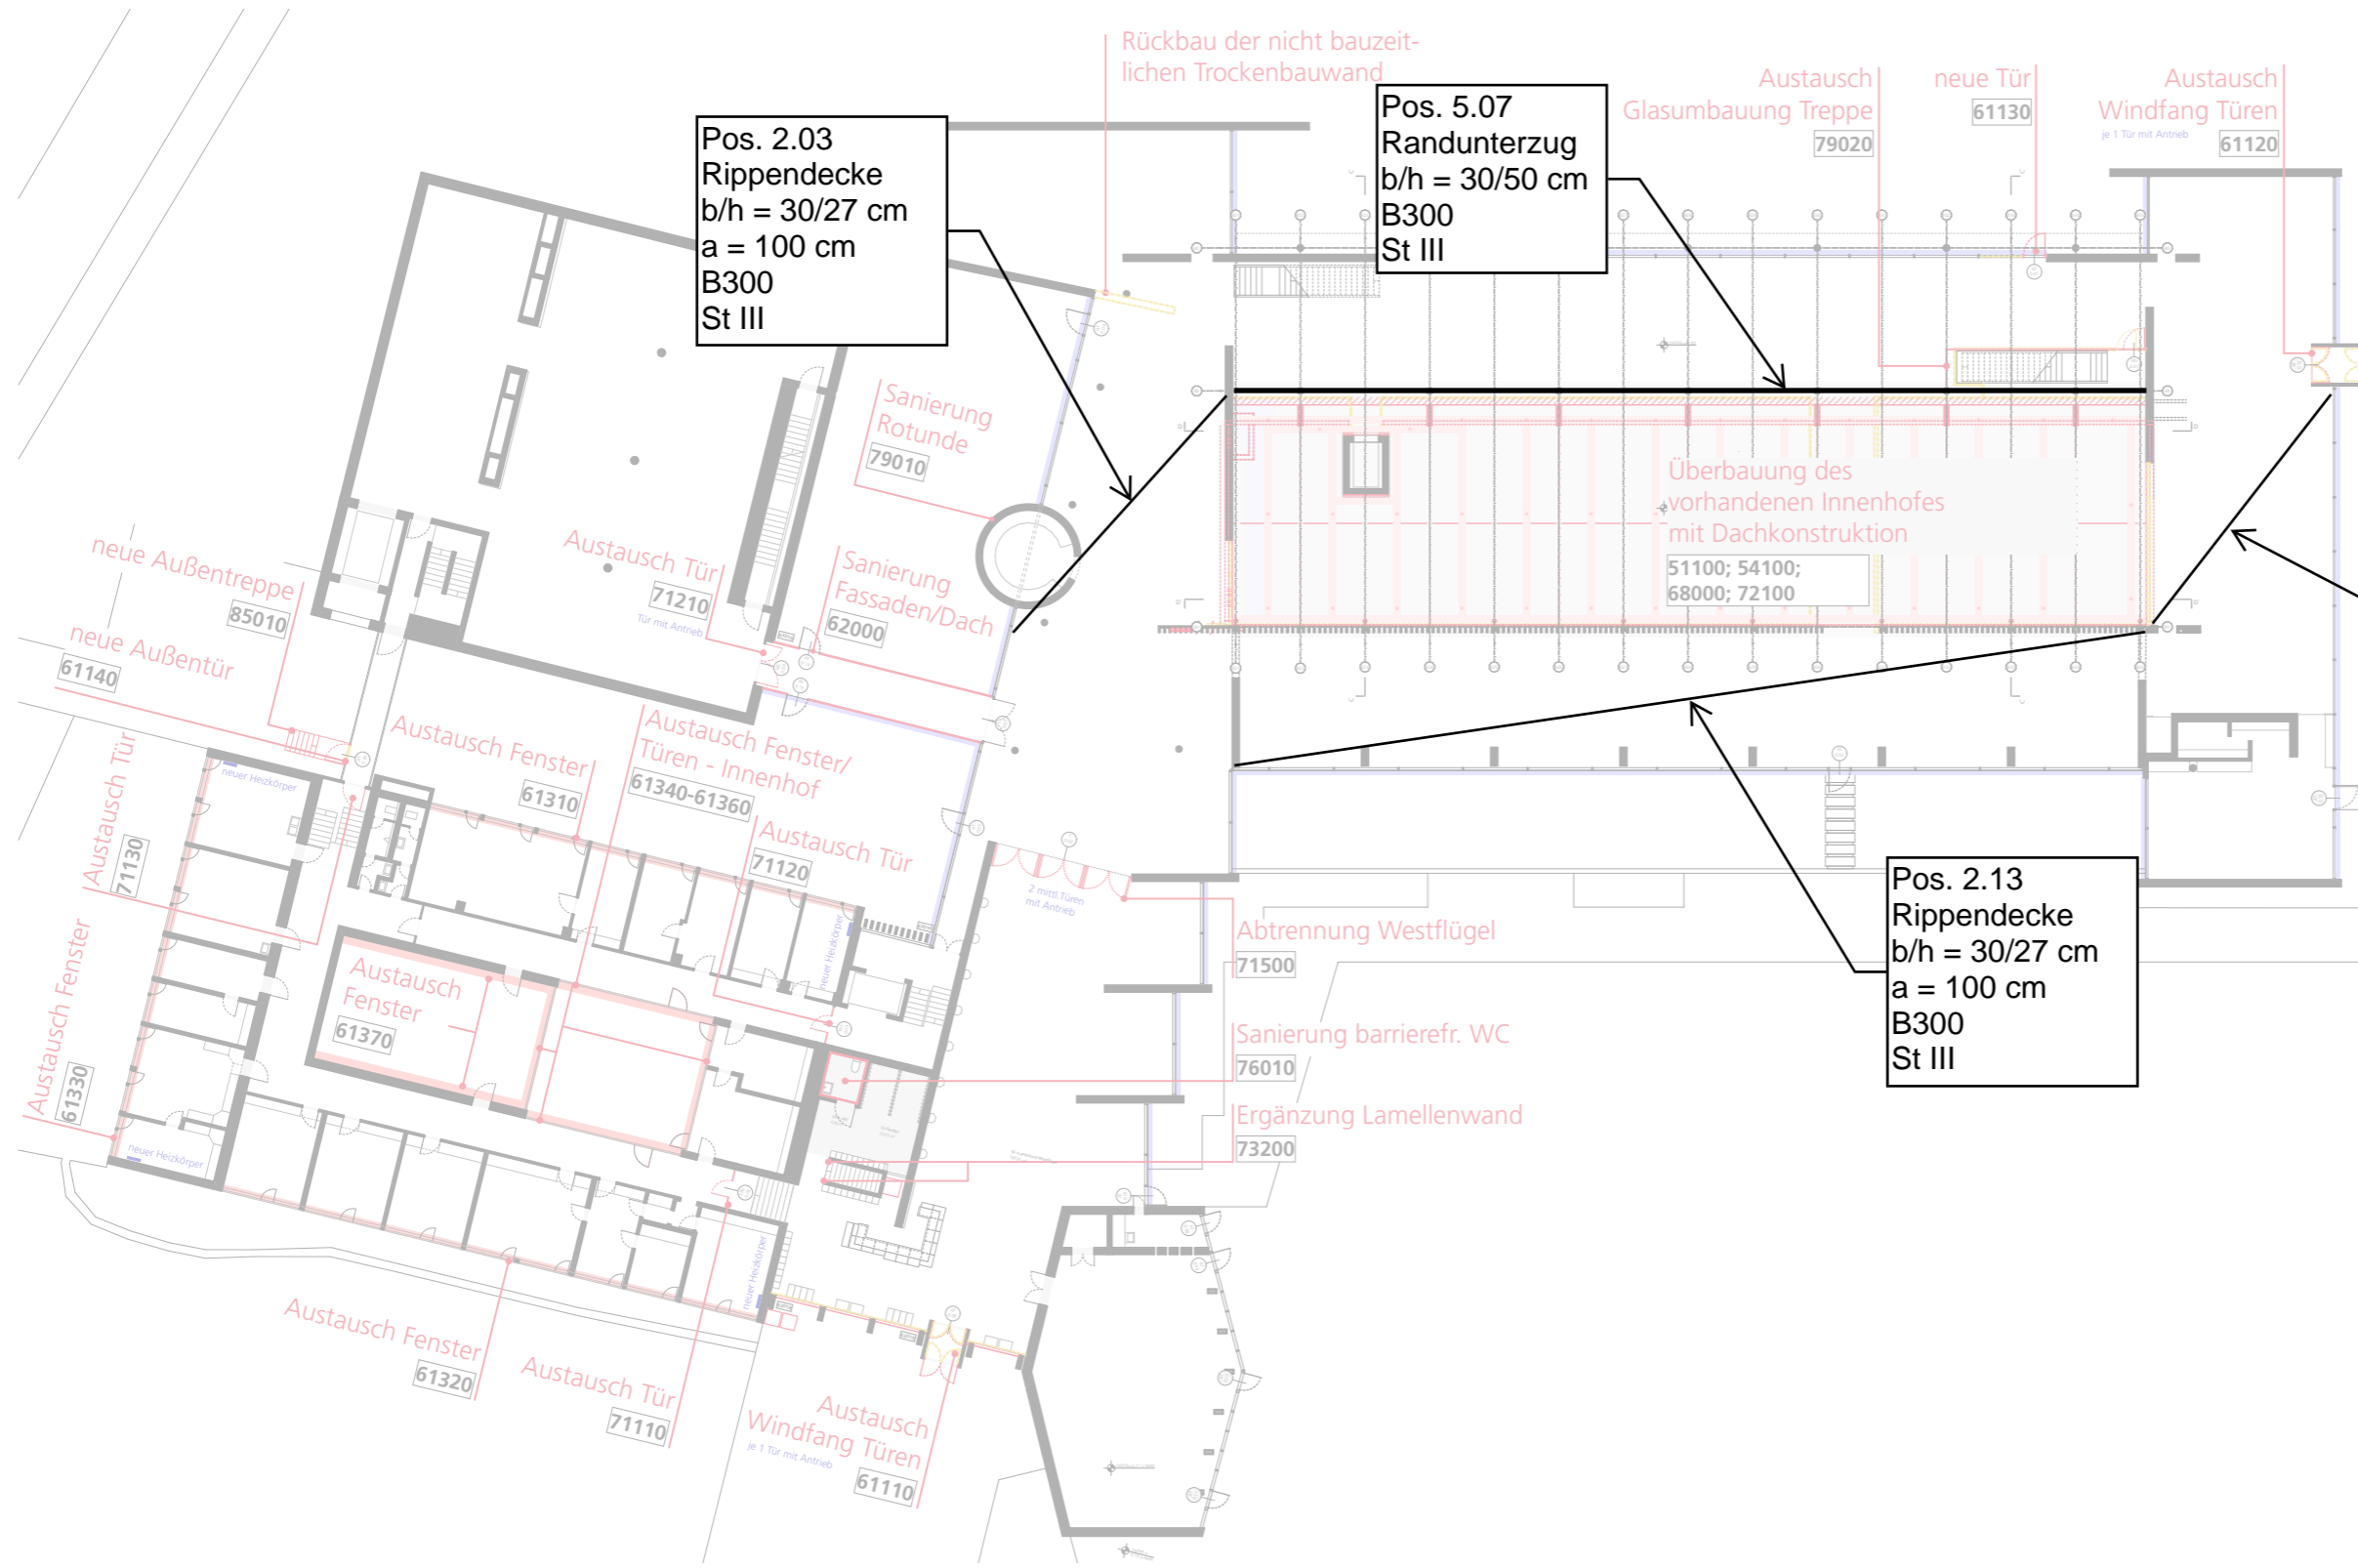 Rückbau der nicht bauzeit-
lichen Trockenbauwand
Pos. 2.03
Rippendecke
b/h = 30/27 cm
a = 100 cm
B300
St III
Pos. 5.07
Randunterzug
b/h = 30/50 cm
B300
St III
Austausch
Glasumbauung Treppe
79020
neue Tür
61130
Austausch
Windfang Türen
je 1 Tür mit Antrieb
61120
Sanierung
Rotunde
79010
Überbauung des
vorhandenen Innenhofes
mit Dachkonstruktion
51100; 54100;
68000; 72100
neue Außentreppe
85010
neue Außentür
61140
Austausch Tür
71210
Tür mit Antrieb
Sanierung
Fassaden/Dach
62000
Austausch Tür
71130
neuer Heizkörper
Austausch Fenster
61310
Austausch Fenster/
Türen - Innenhof
61340-61360
Austausch Tür
71120
2 mittl.Türen
mit Antrieb
neuer Heizkörper
Pos. 2.13
Rippendecke
b/h = 30/27 cm
a = 100 cm
B300
St III
Abtrennung Westflügel
71500
Austausch Fenster
61330
Austausch
Fenster
61370
Sanierung barrierefr. WC
76010
Ergänzung Lamellenwand
73200
neuer Heizkörper
neuer Heizkörper
Austausch Fenster
61320
Austausch Tür
71110
Austausch
Windfang Türen
je 1 Tür mit Antrieb
61110